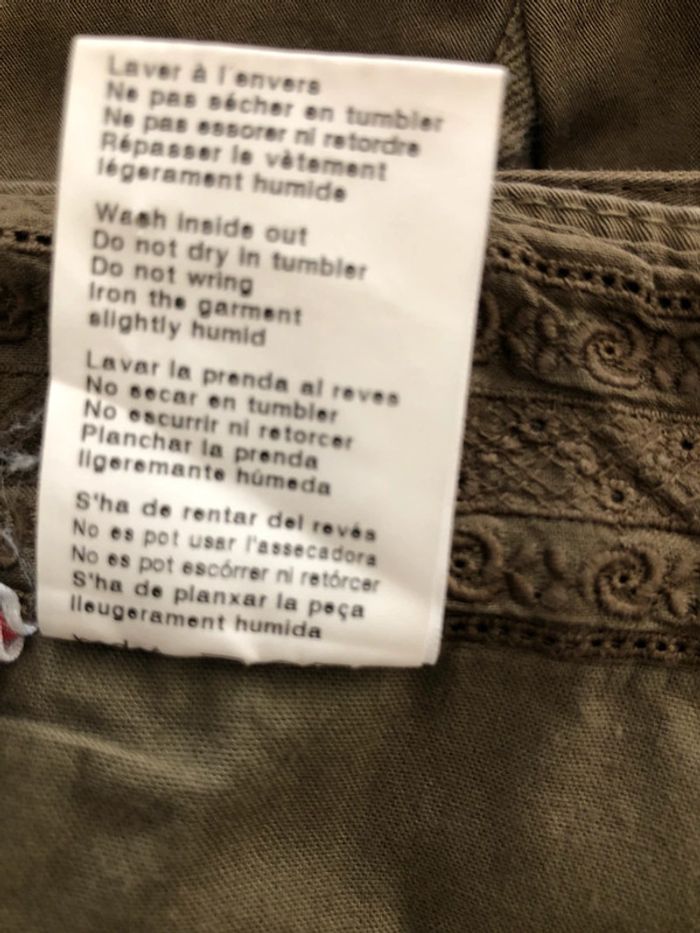 Laver à l'envers
Ne pas sécher en tumbler
Ne pas essorer ni retordre
Répasser le vètement
légerament humide
Wash inside out
Do not dry in tumbler
Do not wring
Iron the garment
slightly humid
Lavar la prenda al reves
No secar en tumbler
No escurrir ni retorcer
Planchar la prenda
ligeremante húmeda
S'ha de rentar del revés
No es pot usar l'assecadora
No es pot escórrer ni retórcer
S'ha de planxar la peça
lleugerament humida